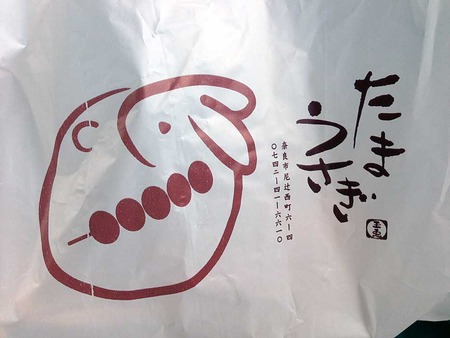 たま
うさぎ
奈良市尼辻西町六ー四
〇七四二ー四一ー六六一〇